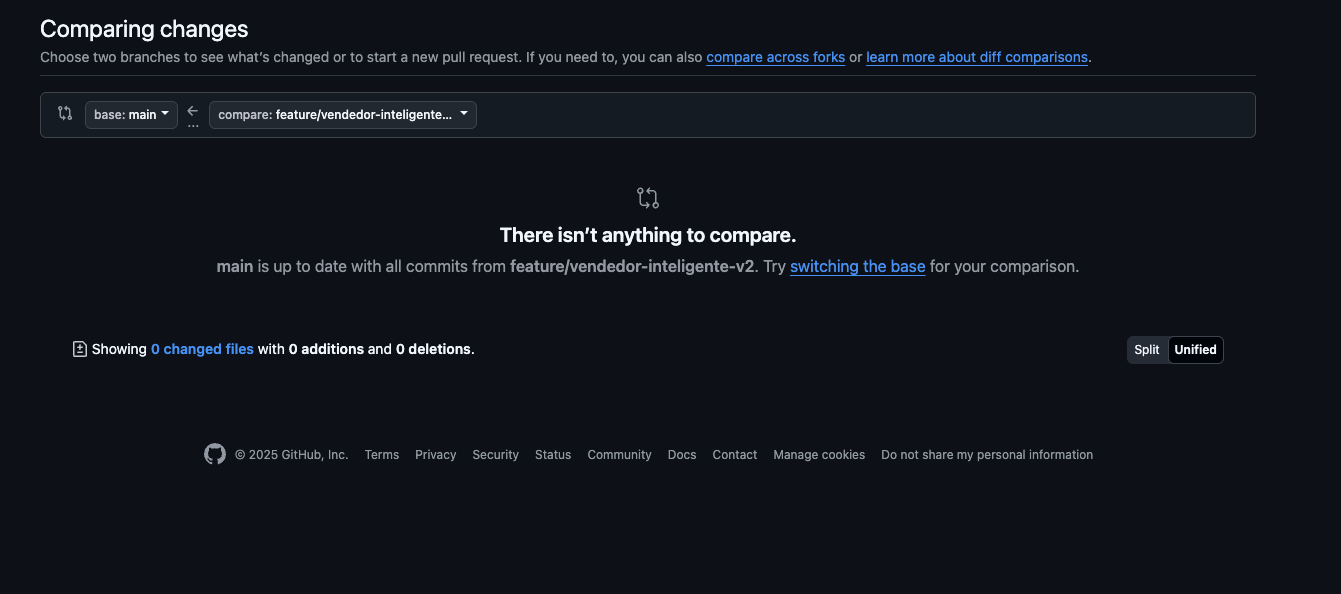 Comparing changes
Choose two branches to see what's changed or to start a new pull request. If you need to, you can also compare across forks or learn more about diff comparisons.
base: main compare: feature/vendedor-inteligente...
There isn't anything to compare.
main is up to date with all commits from feature/vendedor-inteligente-v2. Try switching the base for your comparison.
Showing 0 changed files with 0 additions and 0 deletions. Split Unified
© 2025 GitHub, Inc. Terms Privacy Security Status Community Docs Contact Manage cookies Do not share my personal information